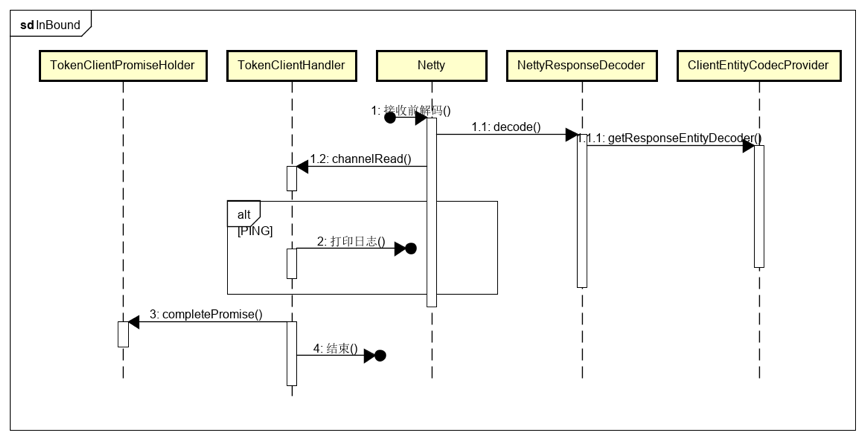 sd InBound
TokenClientPromiseHolder
TokenClientHandler
Netty
NettyResponseDecoder
ClientEntityCodecProvider
1: 接收前解码()
1.1: decode()
1.1.1: getResponseEntityDecoder()
1.2: channelRead()
alt
[PING]
2: 打印日志()
3: completePromise()
4: 结束()